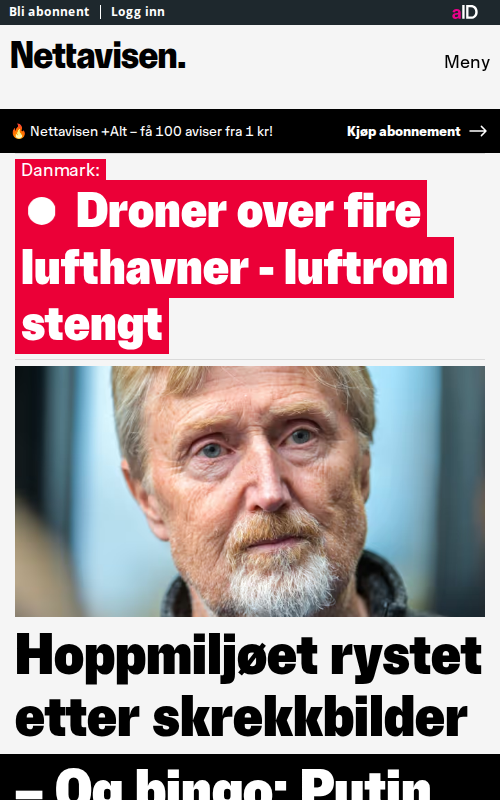 Bli abonnent | Logg inn
aID
Nettavisen.
Meny
🔥 Nettavisen +Alt – få 100 aviser fra 1 kr!
Kjøp abonnement →
Danmark:
● Droner over fire
lufthavner - luftrom
stengt
Hoppmiljøet rystet
etter skrekkbilder
– Og bingo: Putin